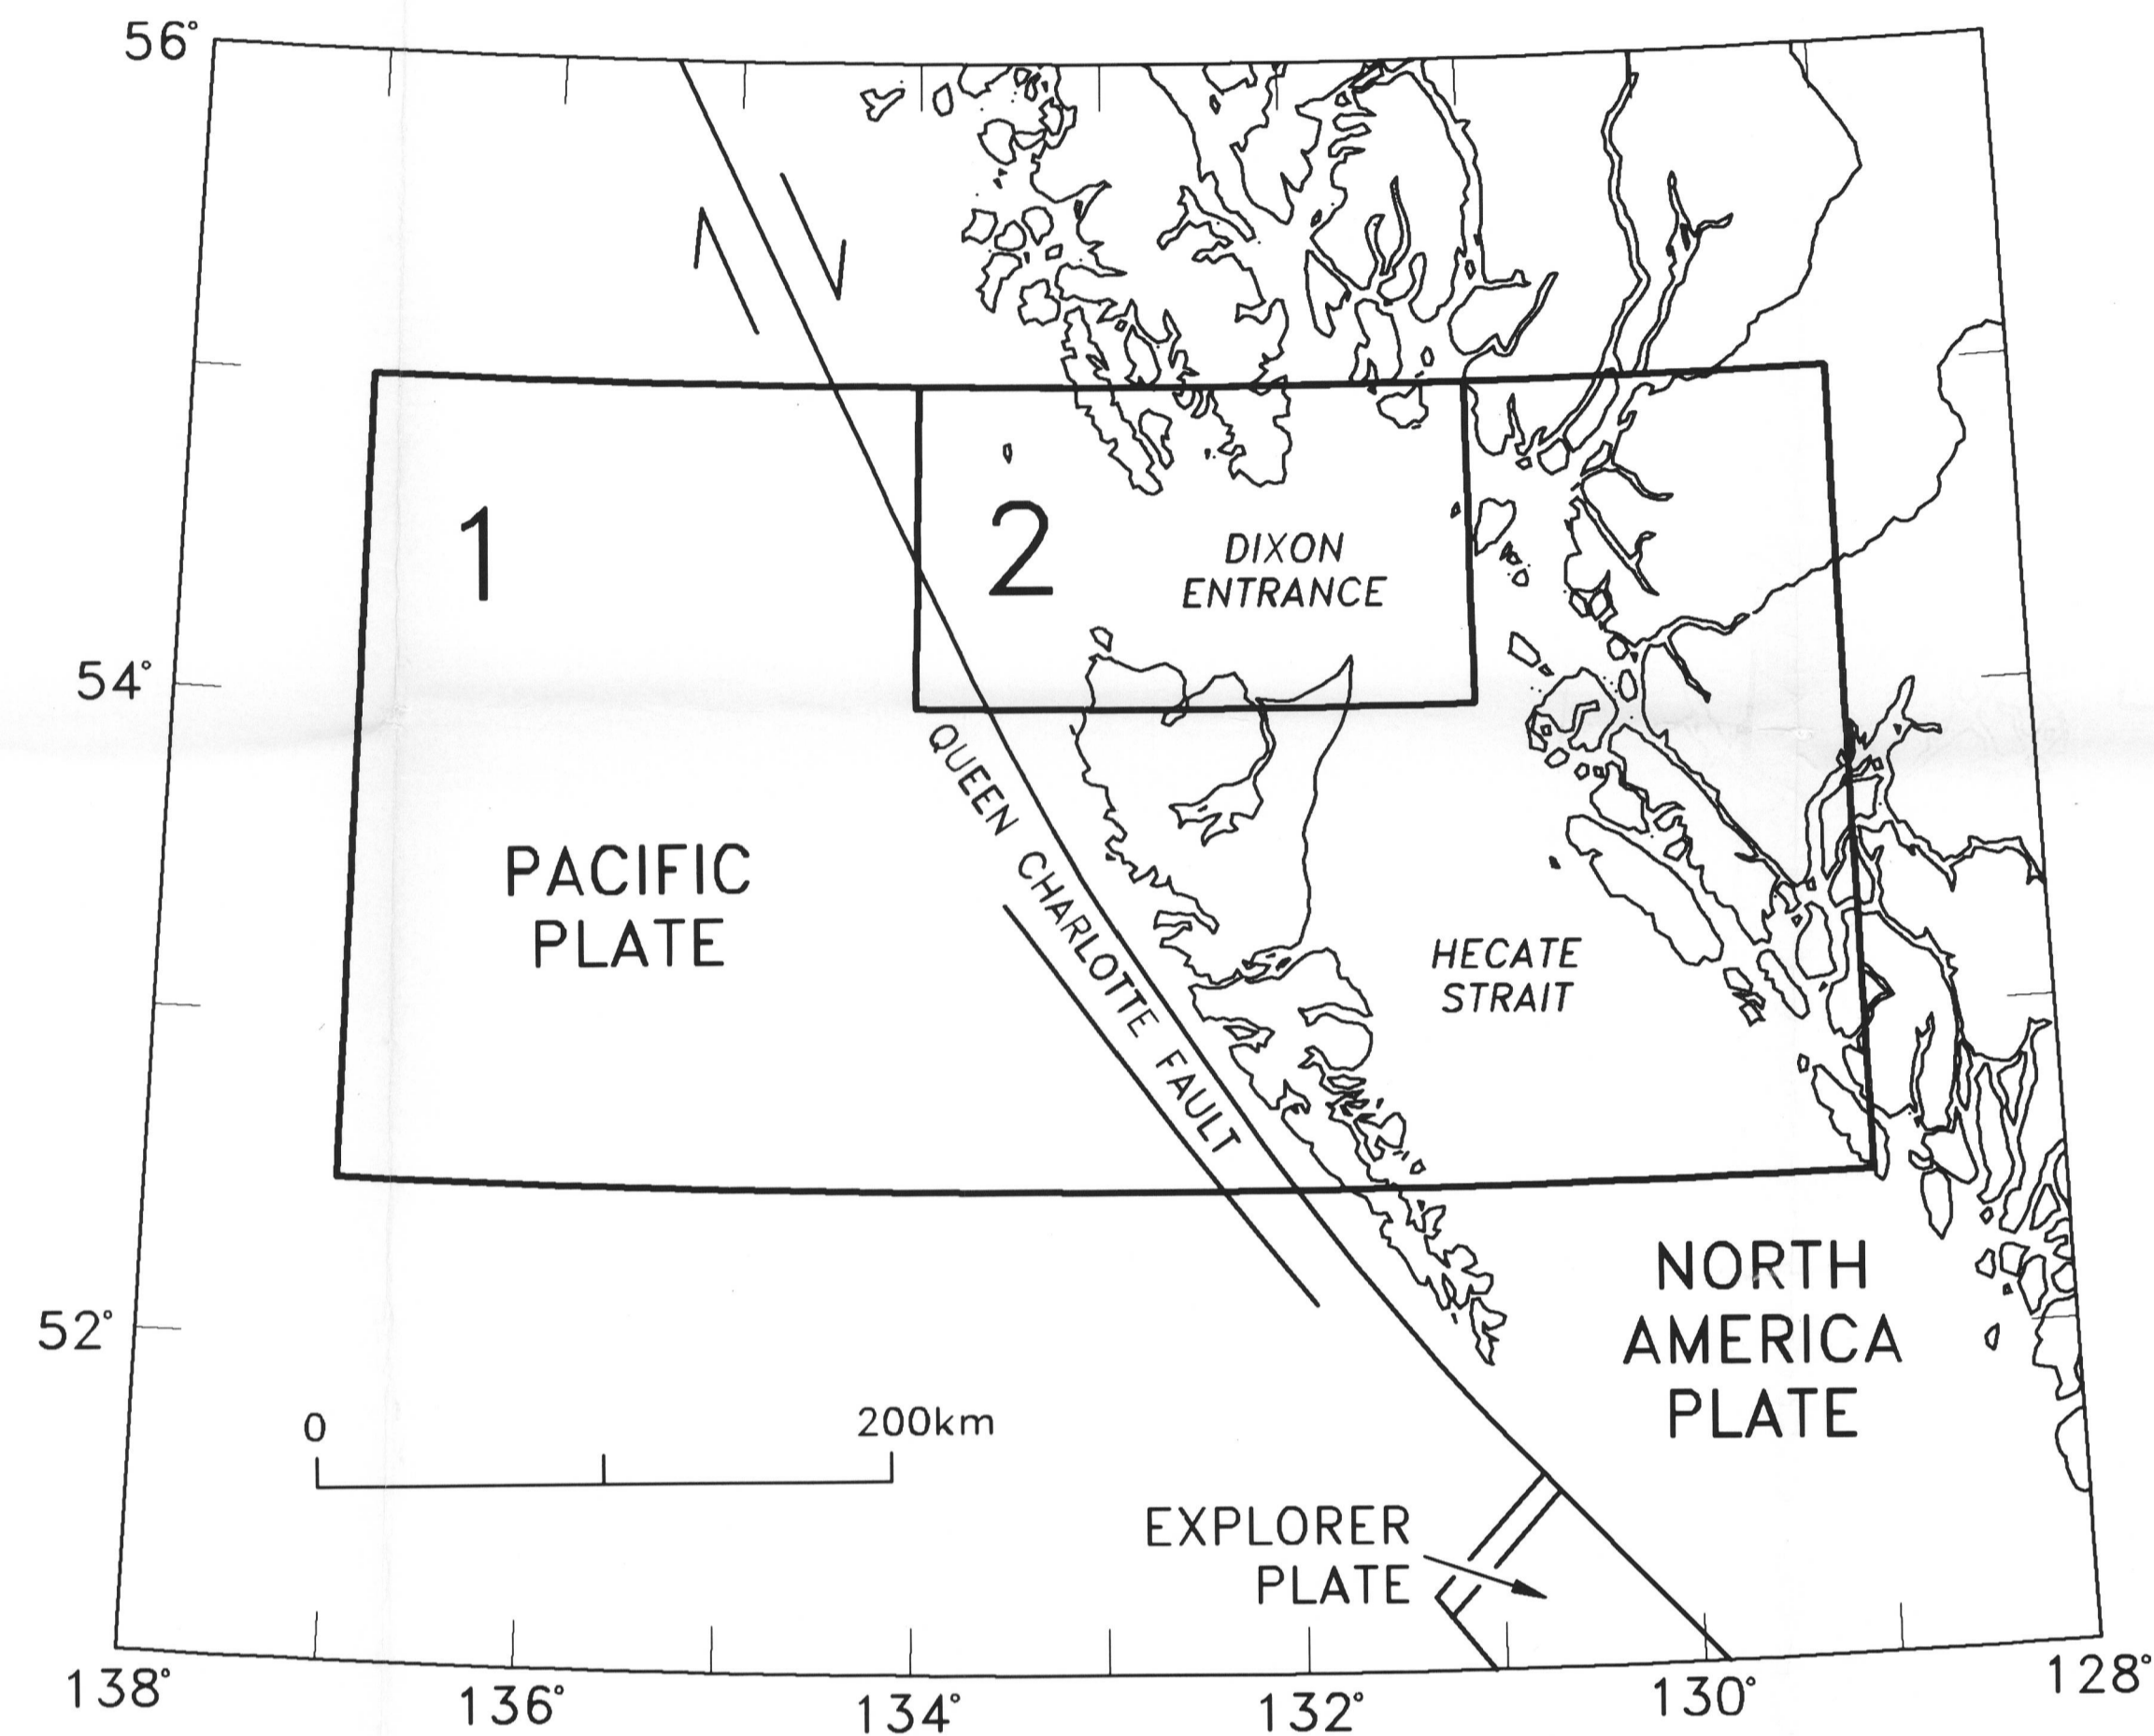 56°
1
2
DIXON
ENTRANCE
54°
QUEEN CHARLOTTE FAULT
PACIFIC
PLATE
HECATE
STRAIT
NORTH
AMERICA
PLATE
52°
0
200km
EXPLORER
PLATE
138°
136°
134°
132°
130°
128°